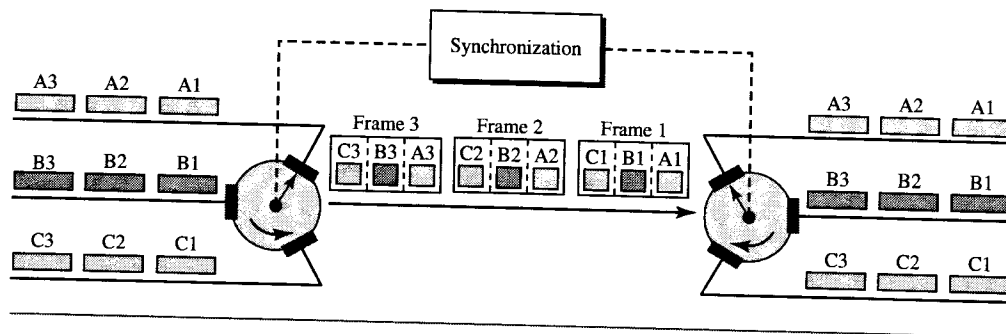 Synchronization
A3 A2 A1
Frame 3 Frame 2 Frame 1
A3 A2 A1
C3 B3 A3 C2 B2 A2 C1 B1 A1
B3 B2 B1
B3 B2 B1
C3 C2 C1
C3 C2 C1